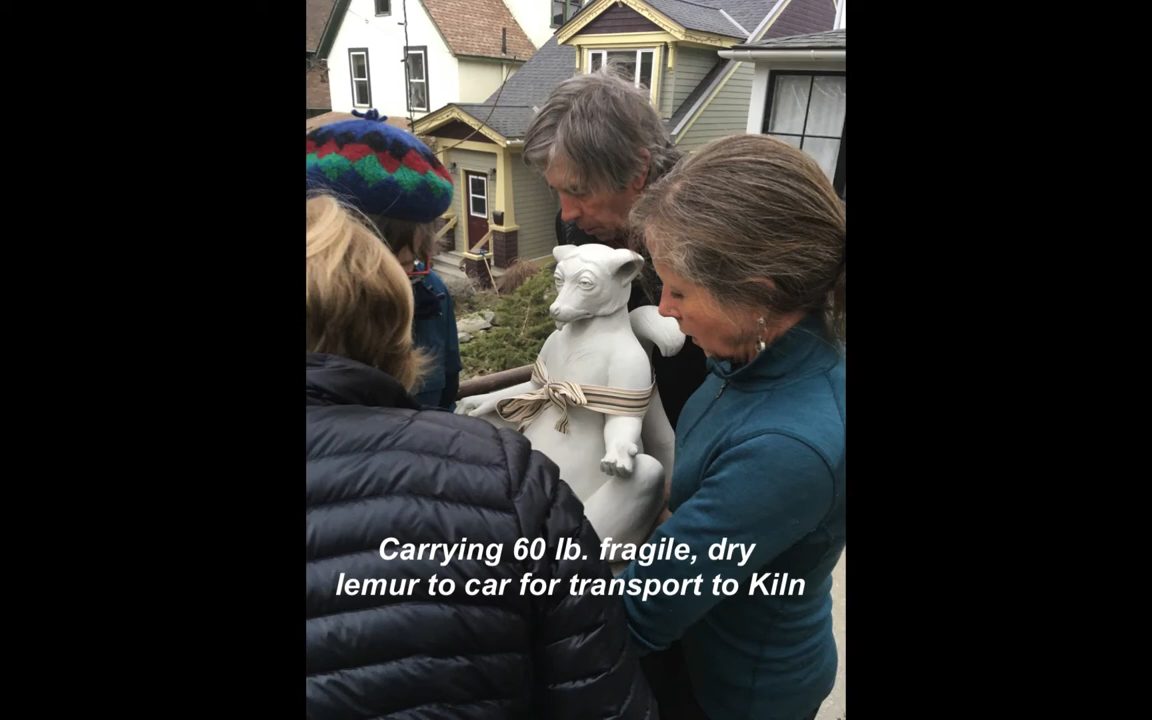 Carrying 60 lb. fragile, dry
lemur to car for transport to Kiln